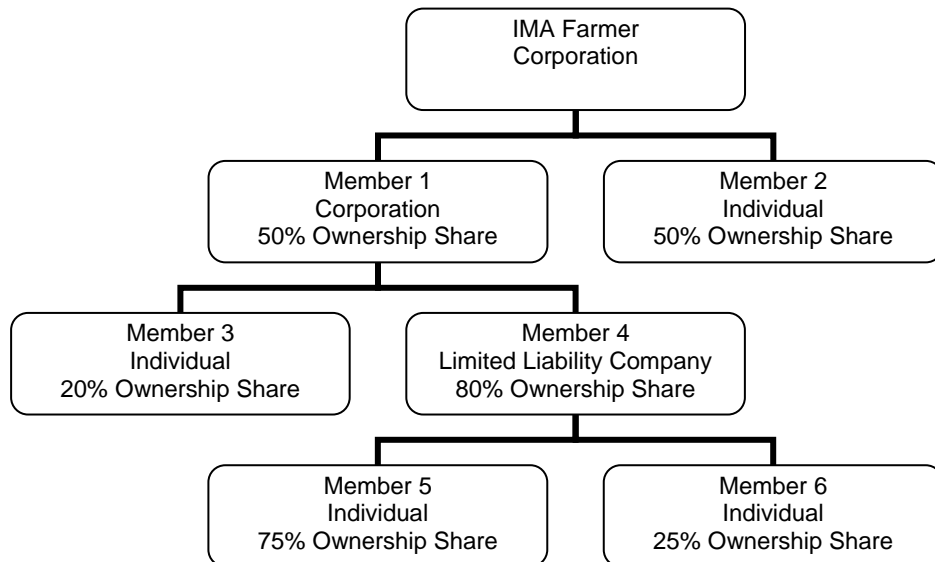 IMA Farmer
Corporation
Member 1
Corporation
50% Ownership Share
Member 2
Individual
50% Ownership Share
Member 3
Individual
20% Ownership Share
Member 4
Limited Liability Company
80% Ownership Share
Member 5
Individual
75% Ownership Share
Member 6
Individual
25% Ownership Share